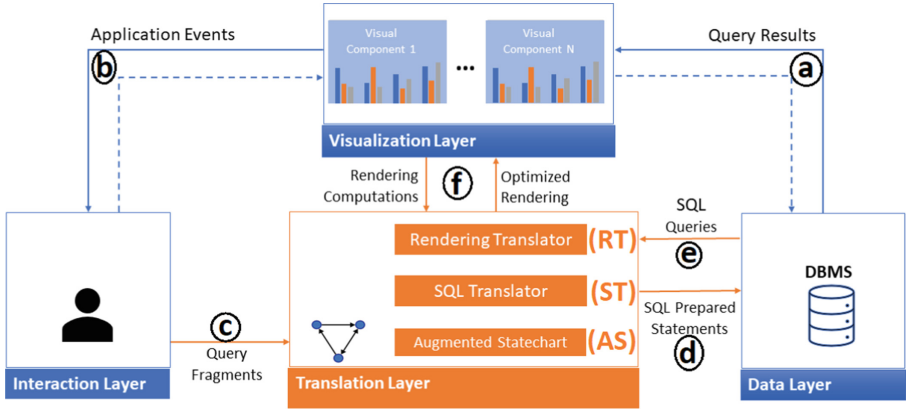 Application Events
b
Visual
Component 1
...
Visual
Component N
Query Results
a
Visualization Layer
Rendering
Computations
f
Optimized
Rendering
SQL
Queries
e
Rendering Translator
(RT)
SQL Translator
(ST)
Augmented Statechart
(AS)
DBMS
SQL Prepared
Statements
d
c
Query
Fragments
Interaction Layer
Translation Layer
Data Layer